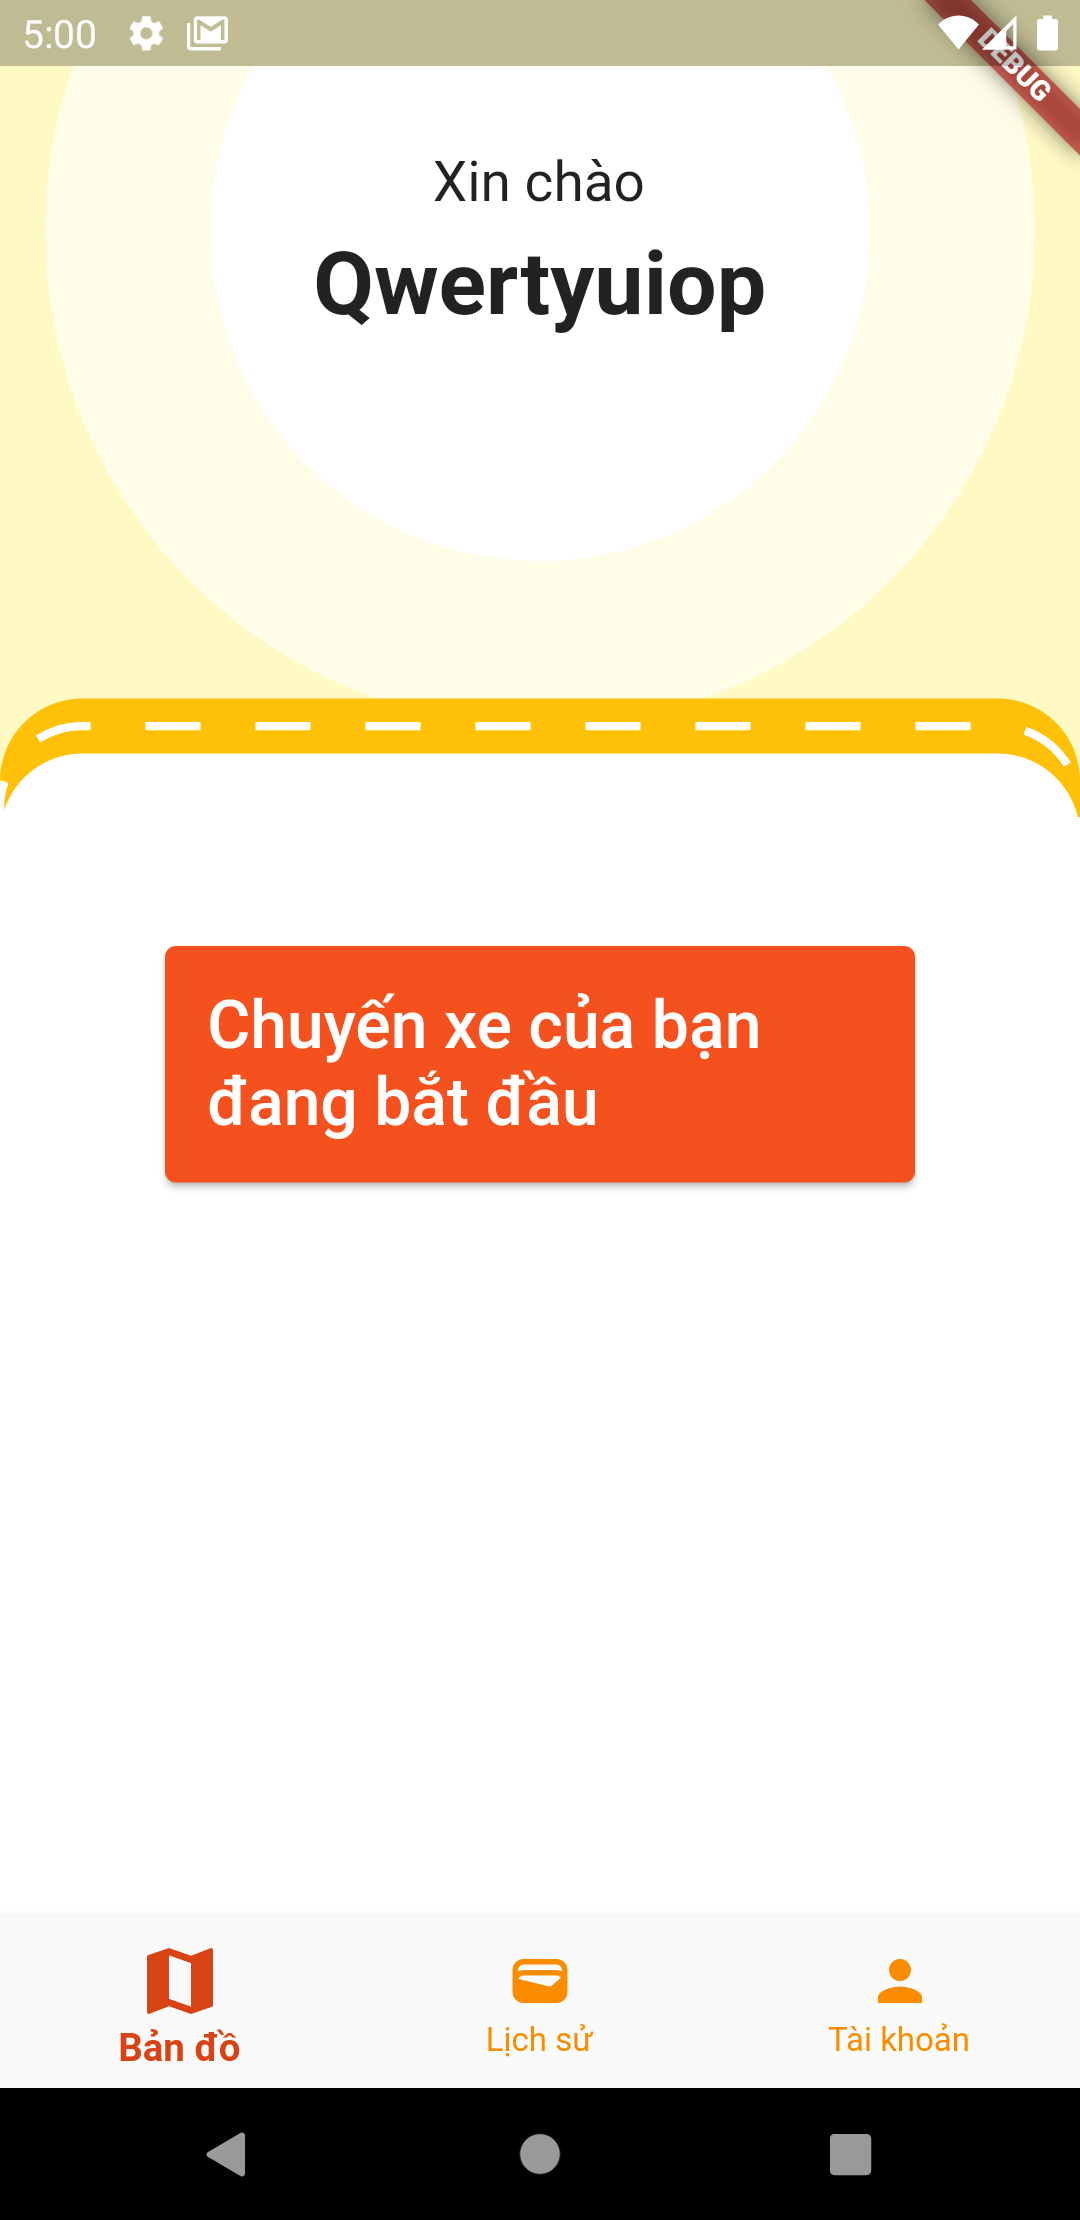 5:00
DEBUG
Xin chào
Qwertyuiop
Chuyến xe của bạn
đang bắt đầu
Bản đồ
Lịch sử
Tài khoản